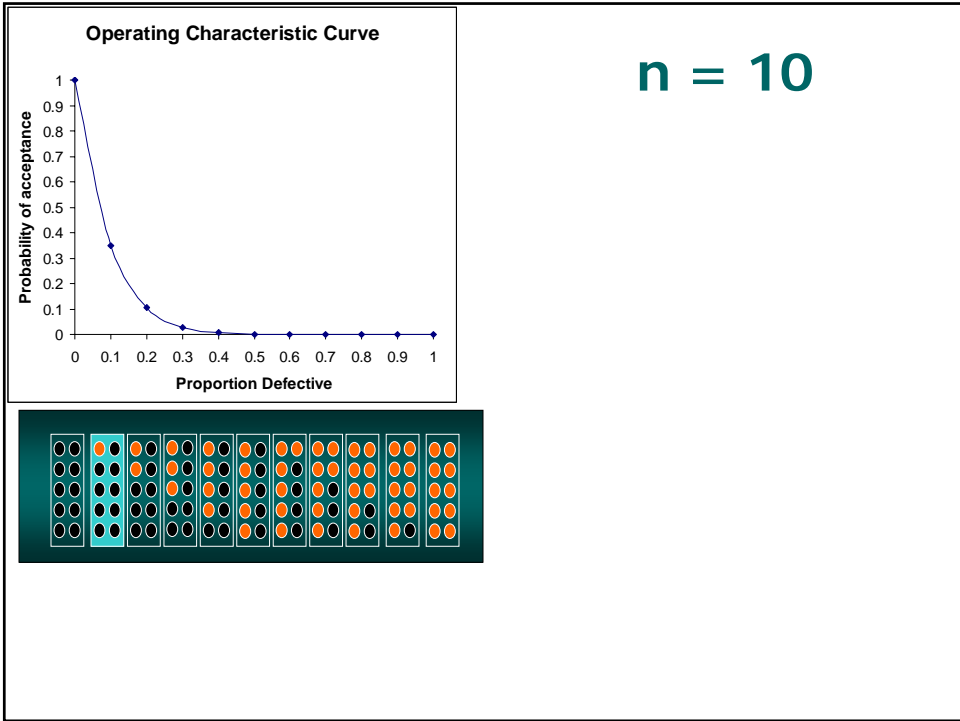 Operating Characteristic Curve
n = 10
Probability of acceptance
1
0.9
0.8
0.7
0.6
0.5
0.4
0.3
0.2
0.1
0
0 0.1 0.2 0.3 0.4 0.5 0.6 0.7 0.8 0.9 1
Proportion Defective